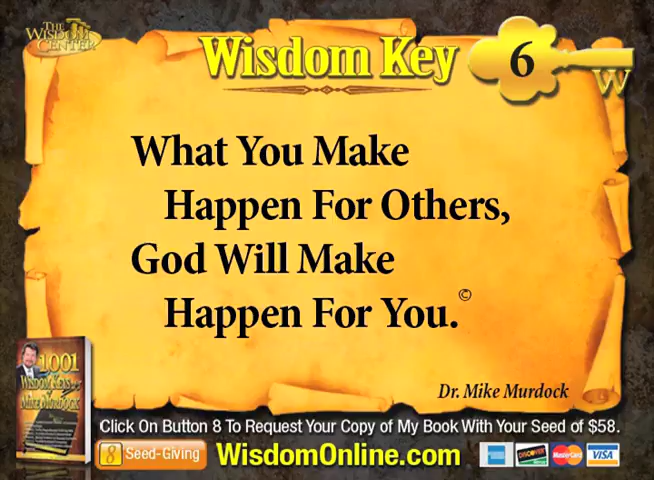 THE
WISDOM
CENTER
Wisdom Key
6
W
What You Make
Happen For Others,
God Will Make
Happen For You.©
Dr. Mike Murdock
1001
WISDOM KEYS OF
MIKE MURDOCK
Click On Button 8 To Request Your Copy of My Book With Your Seed of $58.
8 Seed-Giving
WisdomOnline.com
DISCOVER
MasterCard
VISA